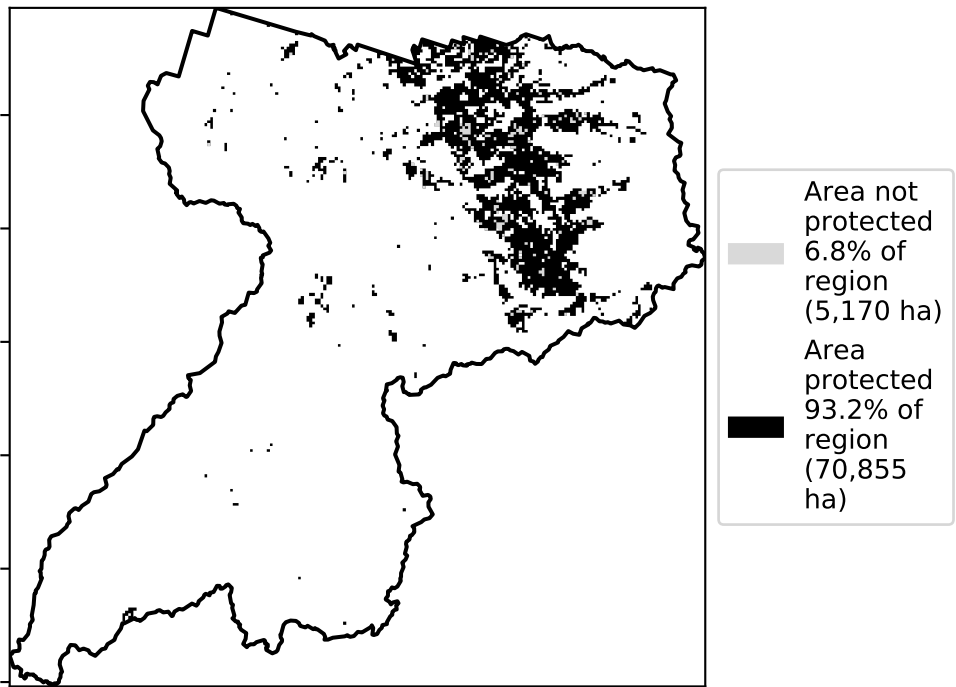 Area not
protected
6.8% of
region
(5,170 ha)
Area
protected
93.2% of
region
(70,855
ha)